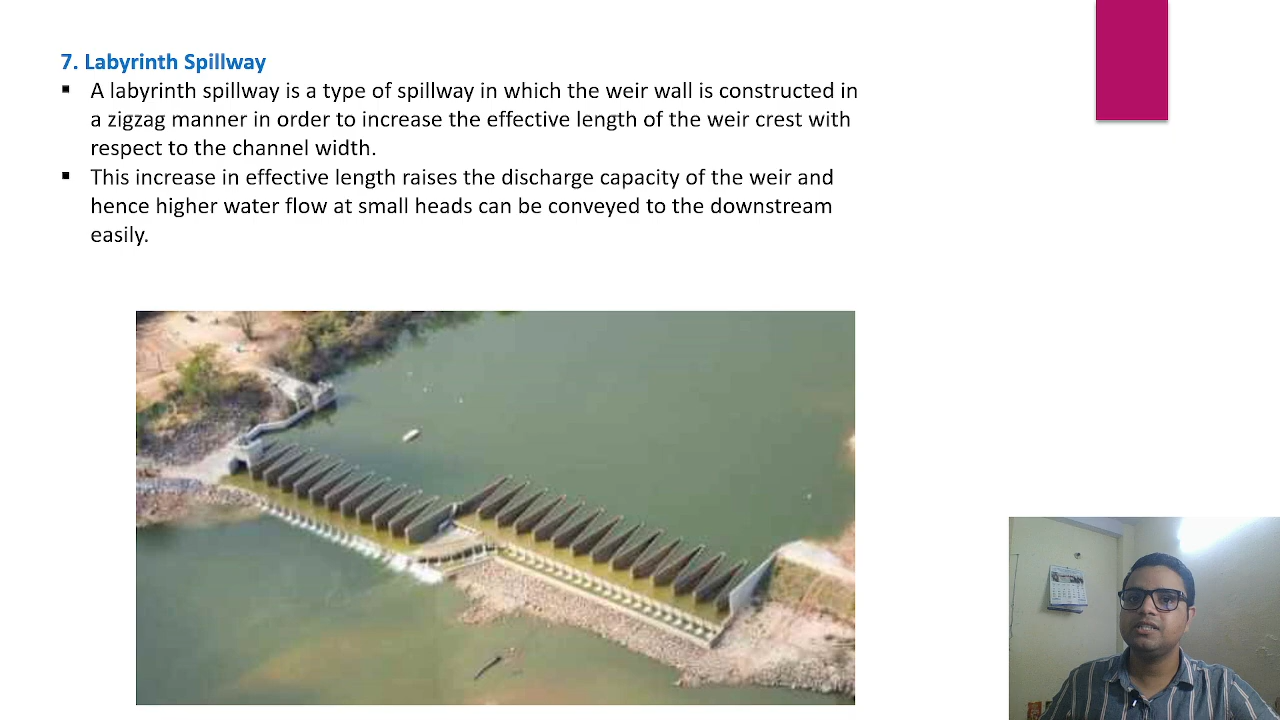 7. Labyrinth Spillway
▪ A labyrinth spillway is a type of spillway in which the weir wall is constructed in
a zigzag manner in order to increase the effective length of the weir crest with
respect to the channel width.
▪ This increase in effective length raises the discharge capacity of the weir and
hence higher water flow at small heads can be conveyed to the downstream
easily.